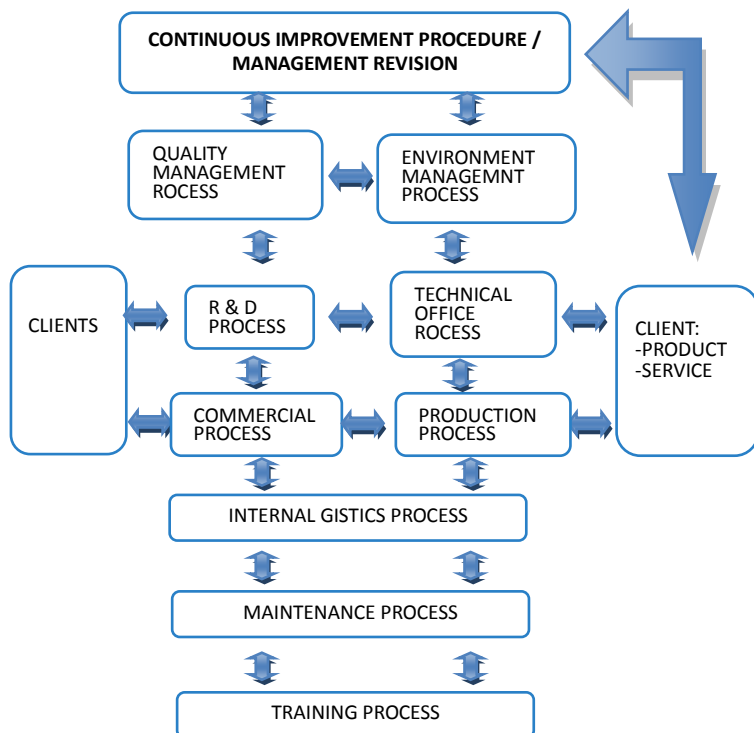 CONTINUOUS IMPROVEMENT PROCEDURE /
MANAGEMENT REVISION
QUALITY
MANAGEMENT
ROCESS
ENVIRONMENT
MANAGEMNT
PROCESS
CLIENTS
R & D
PROCESS
TECHNICAL
OFFICE
ROCESS
CLIENT:
-PRODUCT
-SERVICE
COMMERCIAL
PROCESS
PRODUCTION
PROCESS
INTERNAL GISTICS PROCESS
MAINTENANCE PROCESS
TRAINING PROCESS